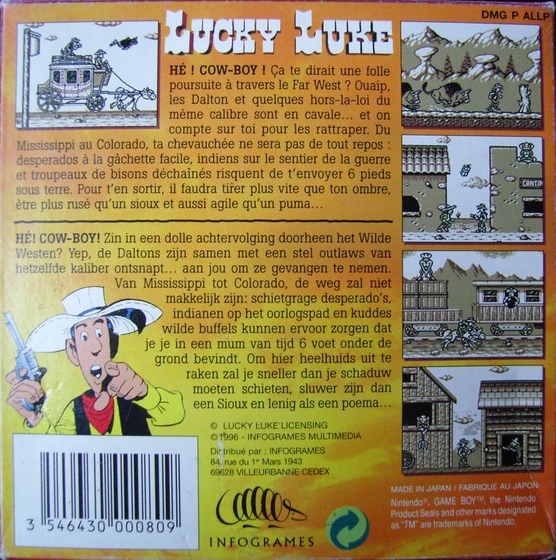 DMG P ALLP
LUCKY LUKE
HÉ ! COW-BOY ! Ça te dirait une folle
poursuite à travers le Far West ? Ouaip,
les Dalton et quelques hors-la-loi du
même calibre sont en cavale... et on
compte sur toi pour les rattraper. Du
Mississippi au Colorado, ta chevauchée ne sera pas de tout repos :
desperados à la gâchette facile, indiens sur le sentier de la guerre
et troupeaux de bisons déchaînés risquent de t'envoyer 6 pieds
sous terre. Pour t'en sortir, il faudra tirer plus vite que ton ombre,
être plus rusé qu'un sioux et aussi agile qu'un puma...
HÉ! COW-BOY! Zin in een dolle achtervolging doorheen het Wilde
Westen? Yep, de Daltons zijn samen met een stel outlaws van
hetzelfde kaliber ontsnapt... aan jou om ze gevangen te nemen.
Van Mississippi tot Colorado, de weg zal niet
makkelijk zijn: schietgrage desperado's,
indianen op het oorlogspad en kuddes
wilde buffels kunnen ervoor zorgen dat
je je in een mum van tijd 6 voet onder de
grond bevindt. Om hier heelhuids uit te
raken zal je sneller dan je schaduw
moeten schieten, sluwer zijn dan
een Sioux en lenig als een poema...
CANTIN
© LUCKY LUKE LICENSING
©1996 - INFOGRAMES MULTIMEDIA
Distribué par : INFOGRAMES
84, rue du 1er Mars 1943
69628 VILLEURBANNE CEDEX
3 546430 000809
INFOGRAMES
MADE IN JAPAN / FABRIQUE AU JAPON
Nintendo®, GAME BOY™, the Nintendo
Product Seals and other marks designated
as "TM" are trademarks of Nintendo.